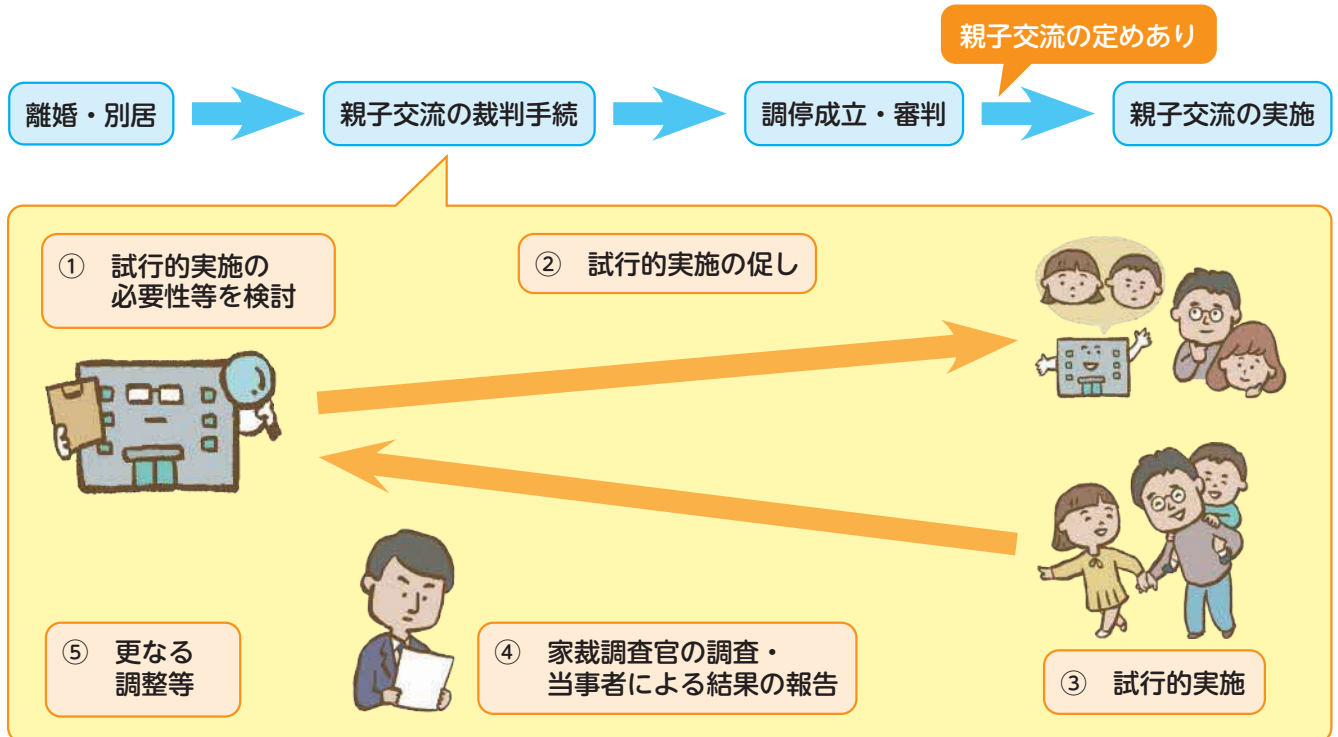 親子交流の定めあり
離婚・別居
親子交流の裁判手続
調停成立・審判
親子交流の実施
① 試行的実施の
必要性等を検討
② 試行的実施の促し
③ 試行的実施
④ 家裁調査官の調査・
当事者による結果の報告
⑤ 更なる
調整等